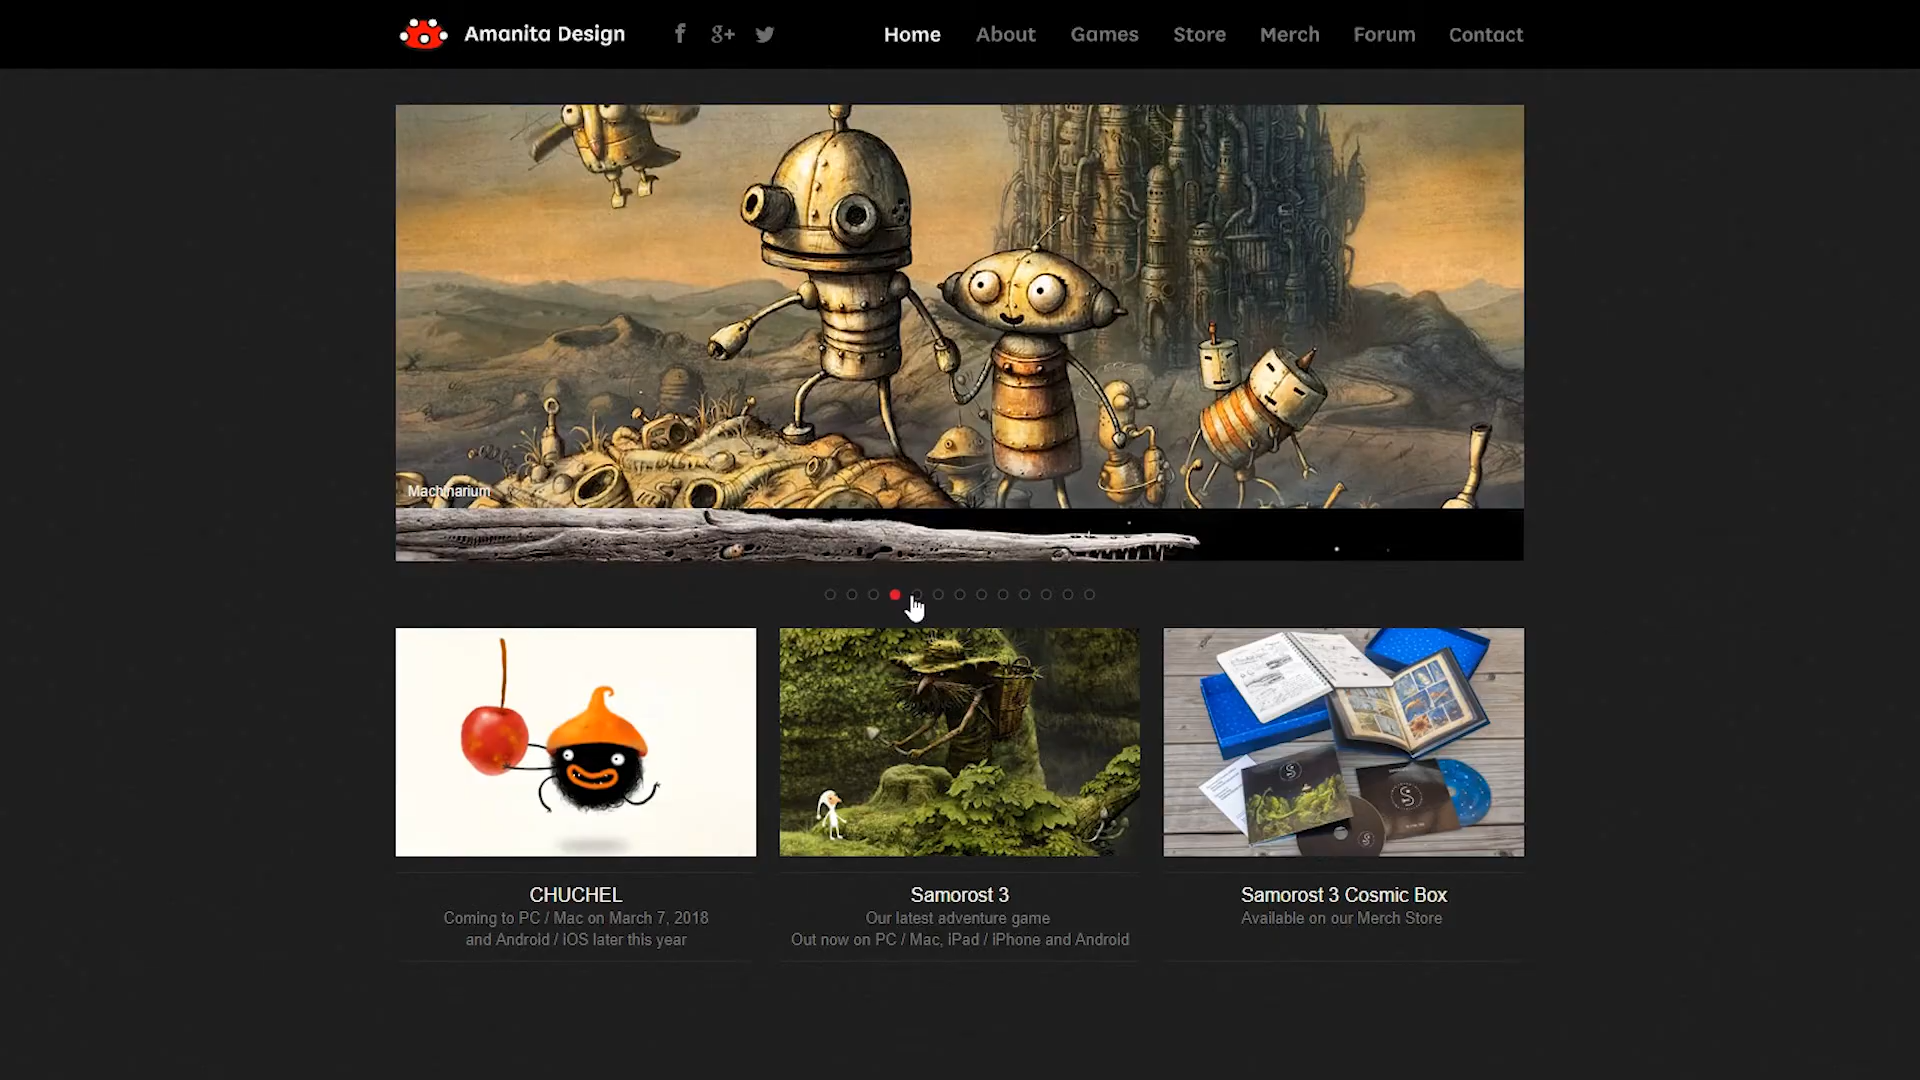 Amanita Design
Home About Games Store Merch Forum Contact
Machinarium
CHUCHEL
Coming to PC / Mac on March 7, 2018
and Android / iOS later this year
Samorost 3
Our latest adventure game
Out now on PC / Mac, iPad / iPhone and Android
Samorost 3 Cosmic Box
Available on our Merch Store